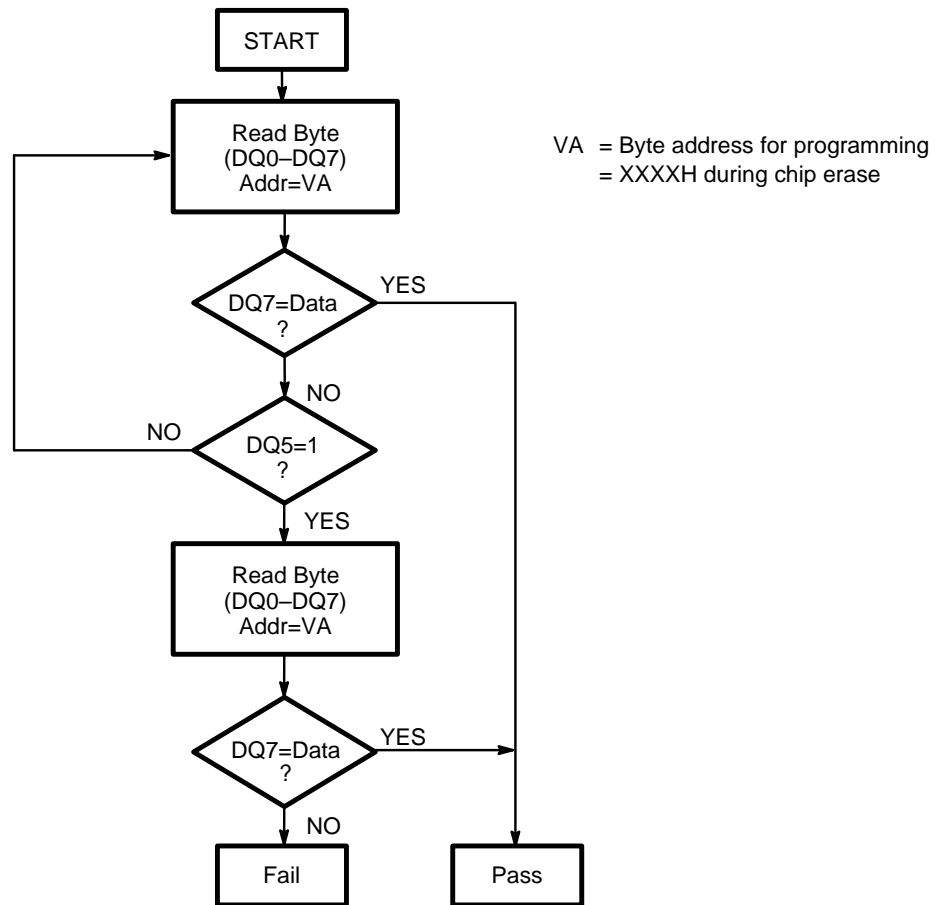 START
Read Byte
(DQ0–DQ7)
Addr=VA
VA = Byte address for programming
= XXXXH during chip erase
DQ7=Data
?
YES
NO
DQ5=1
?
NO
YES
Read Byte
(DQ0–DQ7)
Addr=VA
DQ7=Data
?
YES
NO
Fail
Pass